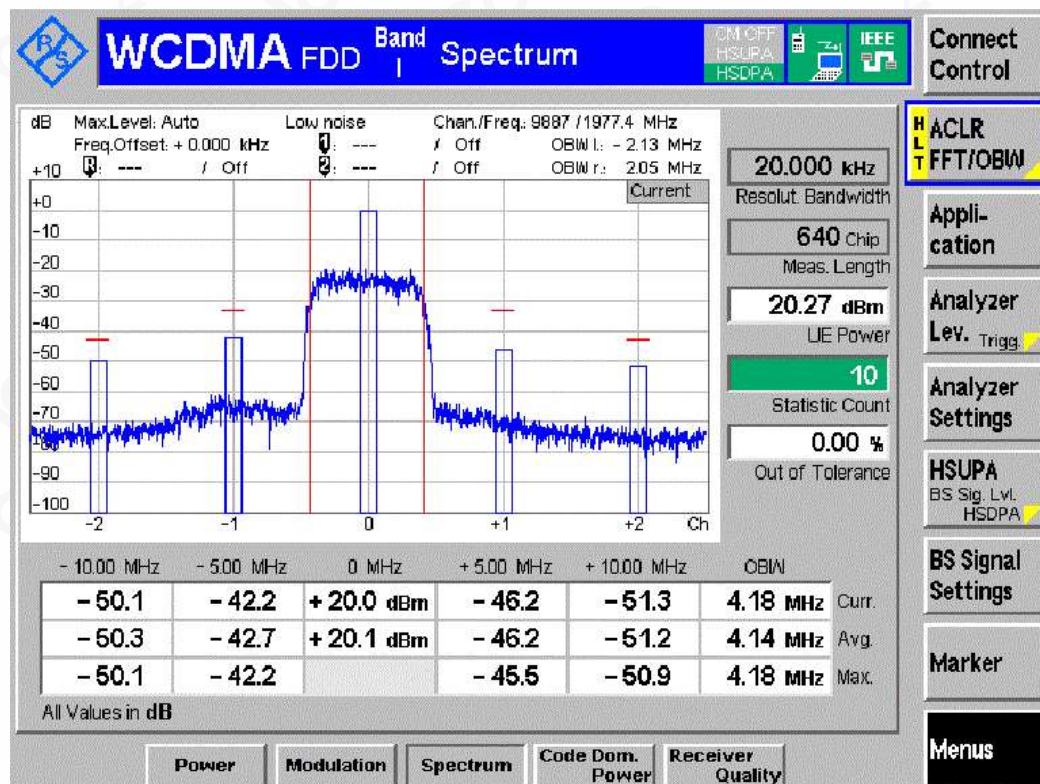 R S
WCDMA FDD Band I Spectrum
CM OFF
HSUPA
HSDPA
IEEE
Connect Control
dB Max.Level: Auto Low noise Chan./Freq.: 9887 / 1977.4 MHz
Freq.Offset: + 0.000 kHz 1: --- / Off OBW l.: - 2.13 MHz
R: --- / Off 2: --- / Off OBW r.: 2.05 MHz
Current
+10
+0
-10
-20
-30
-40
-50
-60
-70
-80
-90
-100
-2 -1 0 +1 +2 Ch
20.000 kHz
Resolut. Bandwidth
640 Chip
Meas. Length
20.27 dBm
UE Power
10
Statistic Count
0.00 %
Out of Tolerance
HLT
ACLR
FFT/OBW
Appli-
cation
Analyzer
Lev. Trigg.
Analyzer
Settings
HSUPA
BS Sig. Lvl.
HSDPA
BS Signal
Settings
Marker
Menus
- 10.00 MHz - 5.00 MHz 0 MHz + 5.00 MHz + 10.00 MHz OBW
- 50.1 - 42.2 + 20.0 dBm - 46.2 - 51.3 4.18 MHz Curr.
- 50.3 - 42.7 + 20.1 dBm - 46.2 - 51.2 4.14 MHz Avg.
- 50.1 - 42.2 - 45.5 - 50.9 4.18 MHz Max.
All Values in dB
Power Modulation Spectrum Code Dom. Power Receiver Quality